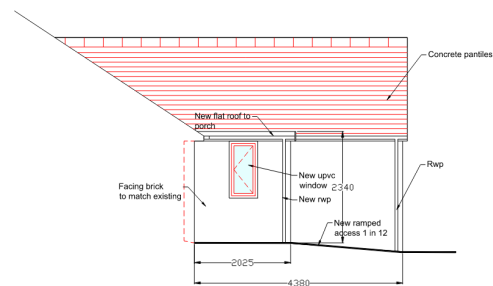 Concrete pantiles
New flat roof to
porch
Facing brick
to match existing
New upvc
window
2340
New rwp
Rwp
New ramped
access 1 in 12
2025
4380